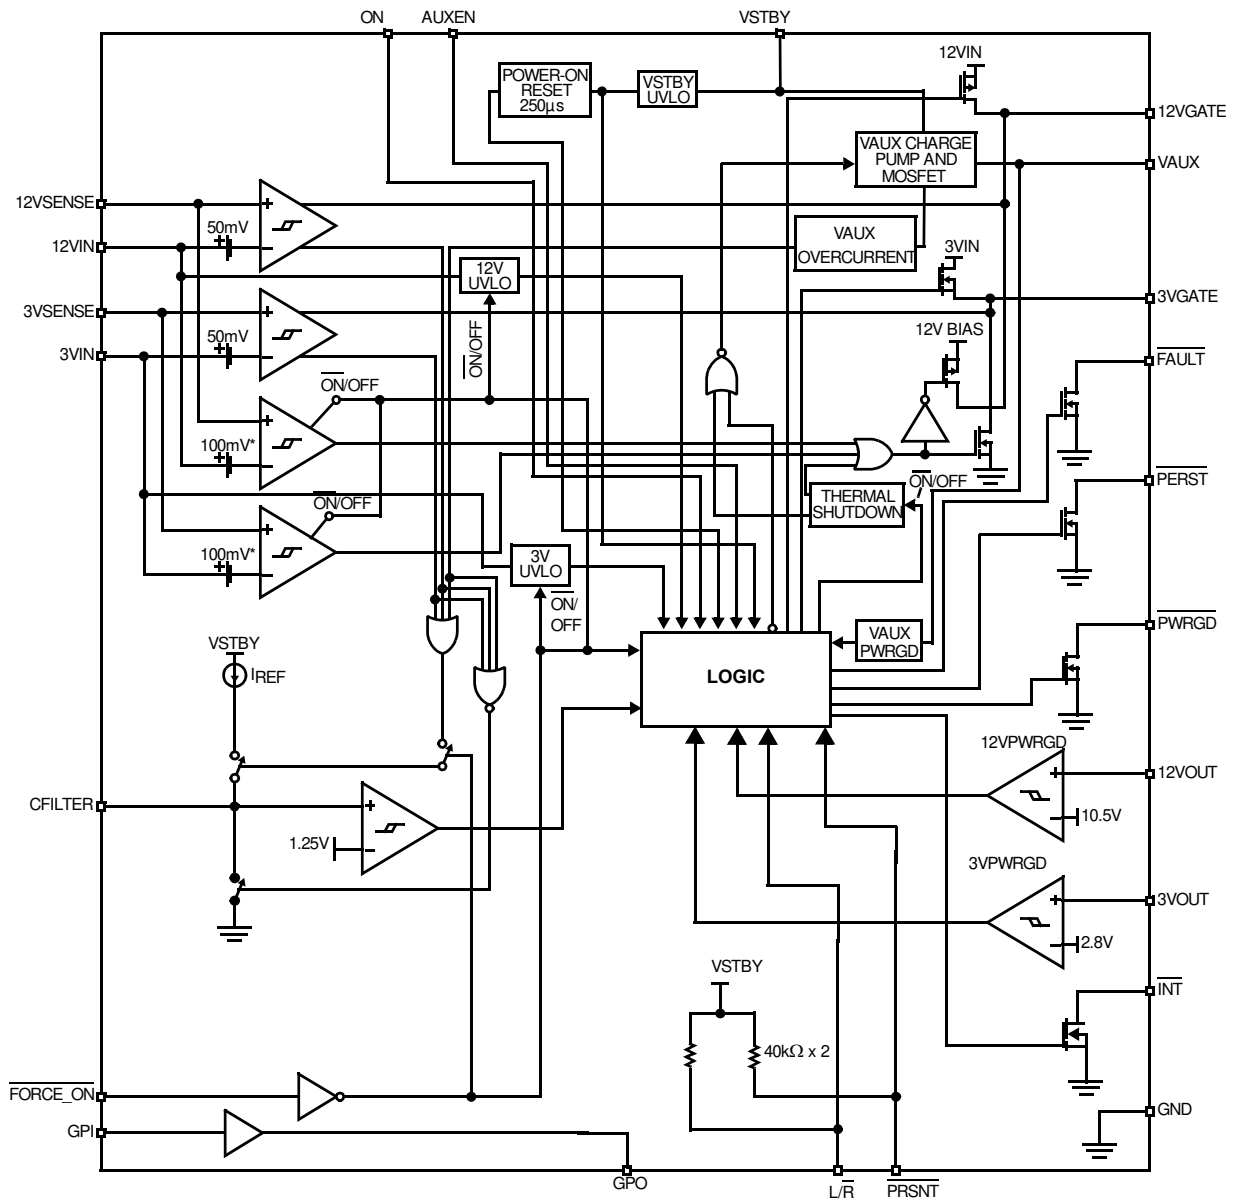 ON
AUXEN
VSTBY
12VIN
POWER-ON
RESET
250µs
VSTBY
UVLO
12VGATE
VAUX CHARGE
PUMP AND
MOSFET
VAUX
12VSENSE
50mV
12VIN
VAUX
OVERCURRENT
3VIN
12V
UVLO
3VSENSE
3VGATE
50mV
3VIN
ON/OFF
12V BIAS
FAULT
ON/OFF
100mV*
ON/OFF
THERMAL
SHUTDOWN
PERST
ON/OFF
100mV*
3V
UVLO
ON/
OFF
VSTBY
IREF
VAUX
PWRGD
PWRGD
LOGIC
12VPWRGD
12VOUT
10.5V
CFILTER
1.25V
3VPWRGD
3VOUT
2.8V
VSTBY
INT
40kΩ x 2
FORCE_ON
GPI
GND
GPO
L/R
PRSNT
+
−
+
−
+
−
+
−
+
−
+
−
+
−
+
+
+
+